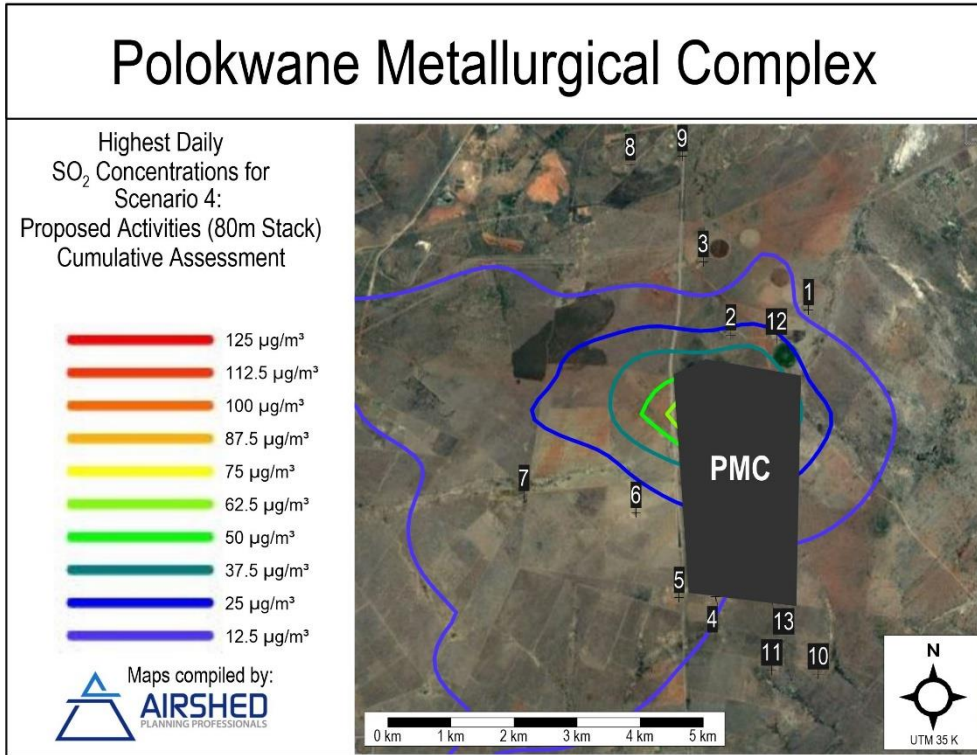 Polokwane Metallurgical Complex
Highest Daily
SO₂ Concentrations for
Scenario 4:
Proposed Activities (80m Stack)
Cumulative Assessment
125 µg/m³
112.5 µg/m³
100 µg/m³
87.5 µg/m³
75 µg/m³
62.5 µg/m³
50 µg/m³
37.5 µg/m³
25 µg/m³
12.5 µg/m³
Maps compiled by:
AIRSHED
PLANNING PROFESSIONALS
8
9
3
1
2
12
PMC
7
6
5
4
13
11
10
0 km 1 km 2 km 3 km 4 km 5 km
N
UTM 35 K